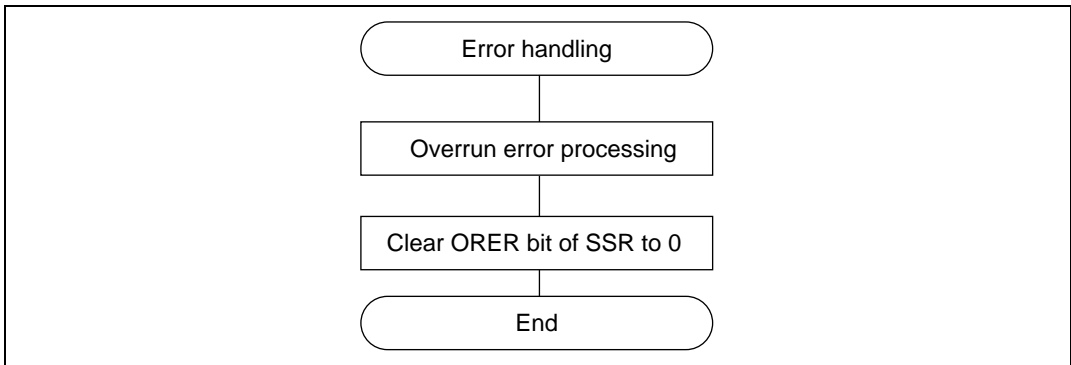 Error handling
Overrun error processing
Clear ORER bit of SSR to 0
End